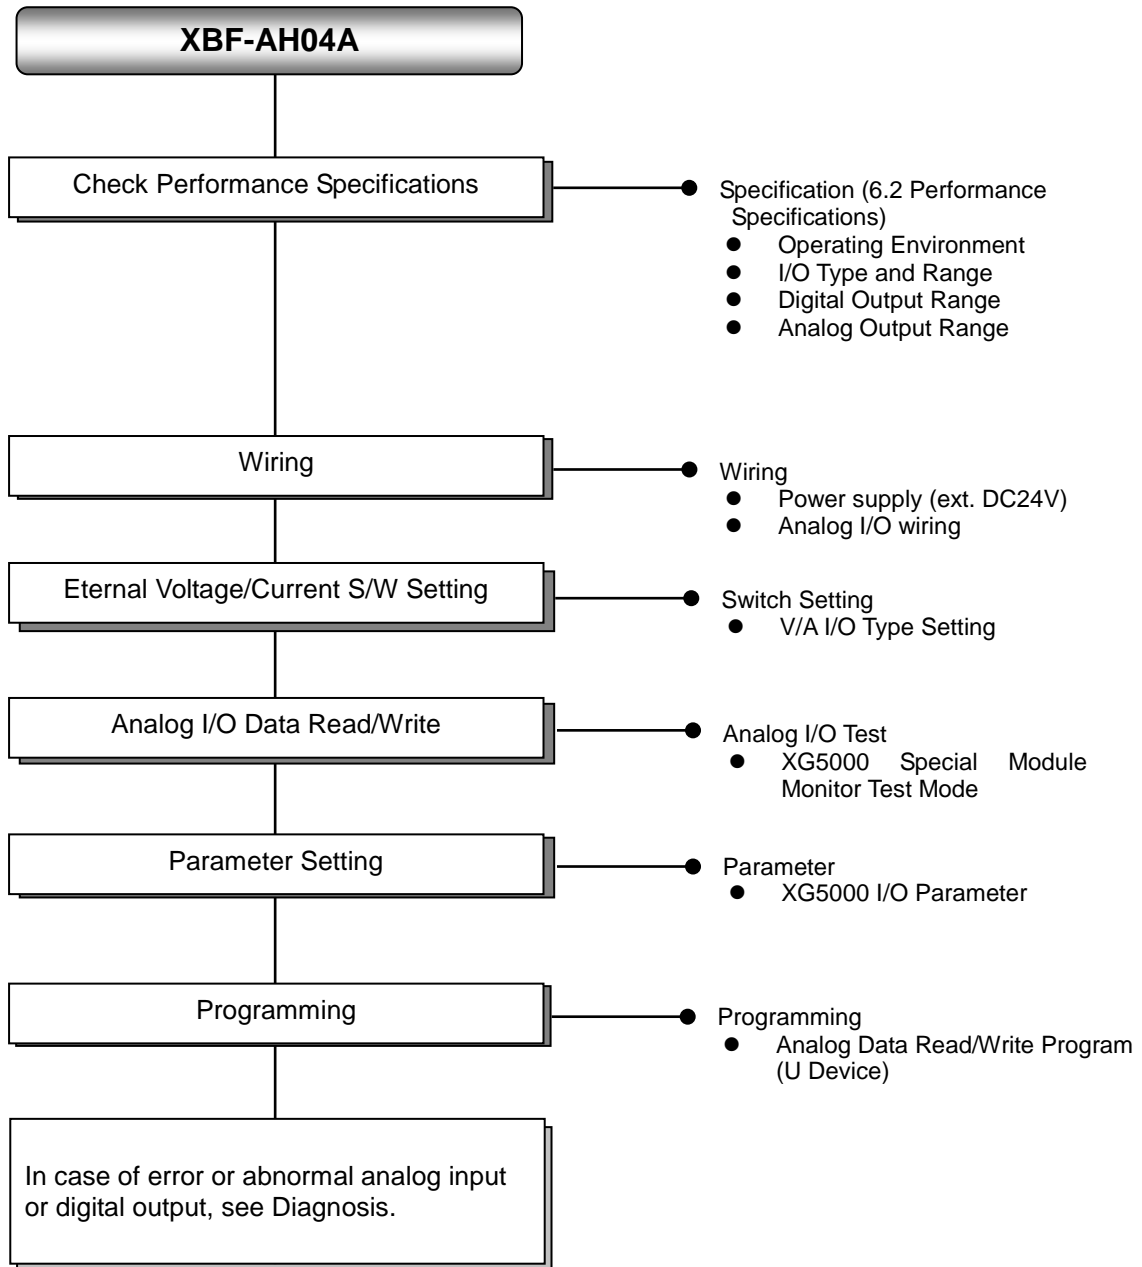 XBF-AH04A
Check Performance Specifications
Specification (6.2 Performance
Specifications)
● Operating Environment
● I/O Type and Range
● Digital Output Range
● Analog Output Range
Wiring
Wiring
● Power supply (ext. DC24V)
● Analog I/O wiring
Eternal Voltage/Current S/W Setting
Switch Setting
● V/A I/O Type Setting
Analog I/O Data Read/Write
Analog I/O Test
● XG5000 Special Module
Monitor Test Mode
Parameter Setting
Parameter
● XG5000 I/O Parameter
Programming
Programming
● Analog Data Read/Write Program
(U Device)
In case of error or abnormal analog input
or digital output, see Diagnosis.